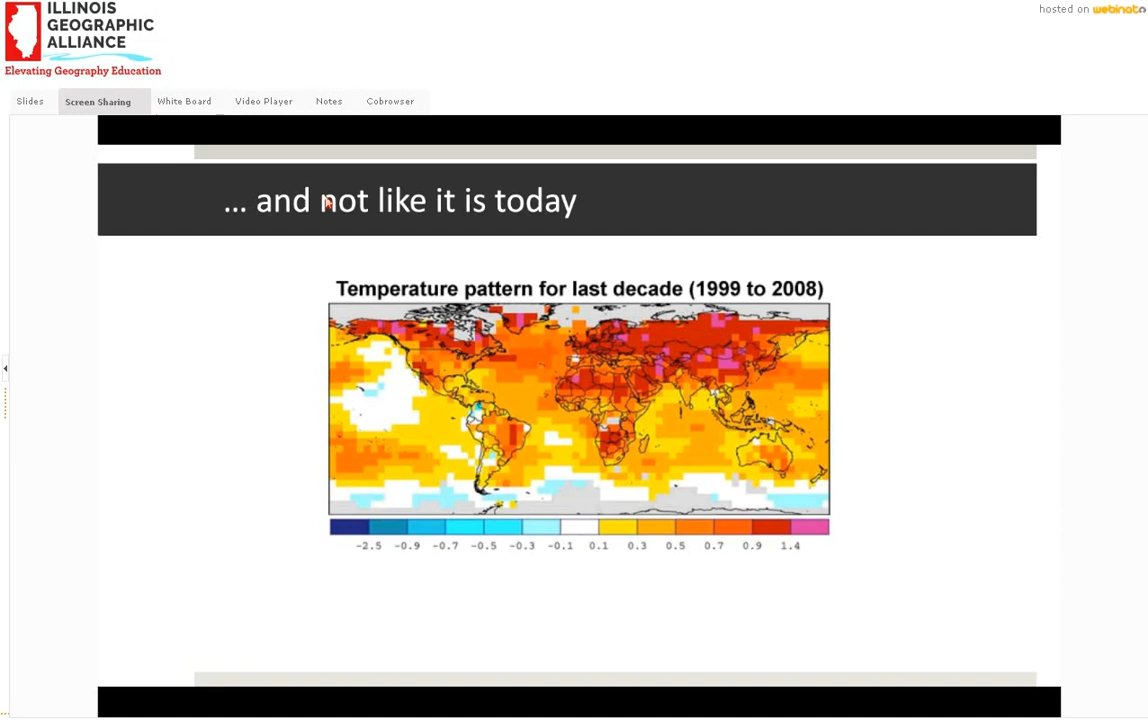 ILLINOIS
GEOGRAPHIC
ALLIANCE
Elevating Geography Education
hosted on webinato
Slides Screen Sharing White Board Video Player Notes Cobrowser
... and not like it is today
Temperature pattern for last decade (1999 to 2008)
-2.5 -0.9 -0.7 -0.5 -0.3 -0.1 0.1 0.3 0.5 0.7 0.9 1.4